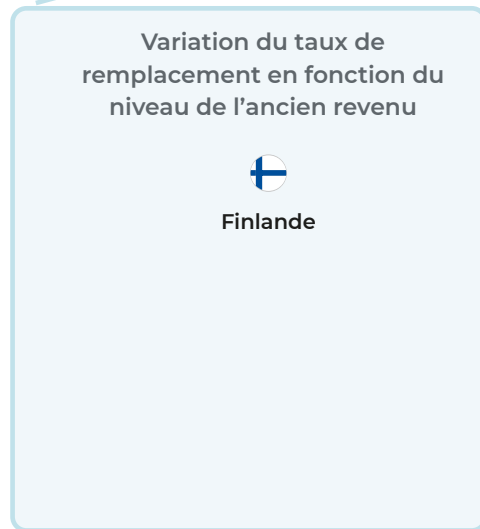 Variation du taux de
remplacement en fonction du
niveau de l’ancien revenu
Finlande